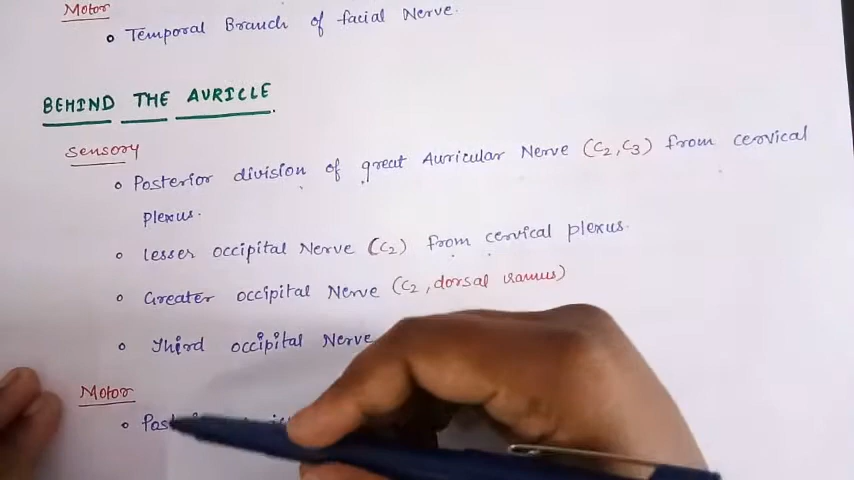 Motor
Temporal Branch of facial Nerve.
BEHIND THE AURICLE
Sensory
Posterior division of great Auricular Nerve (C2, C3) from cervical
plexus.
lesser occipital Nerve (C2) from cervical plexus.
Greater occipital Nerve (C2, dorsal ramus)
Third occipital Nerve
Motor